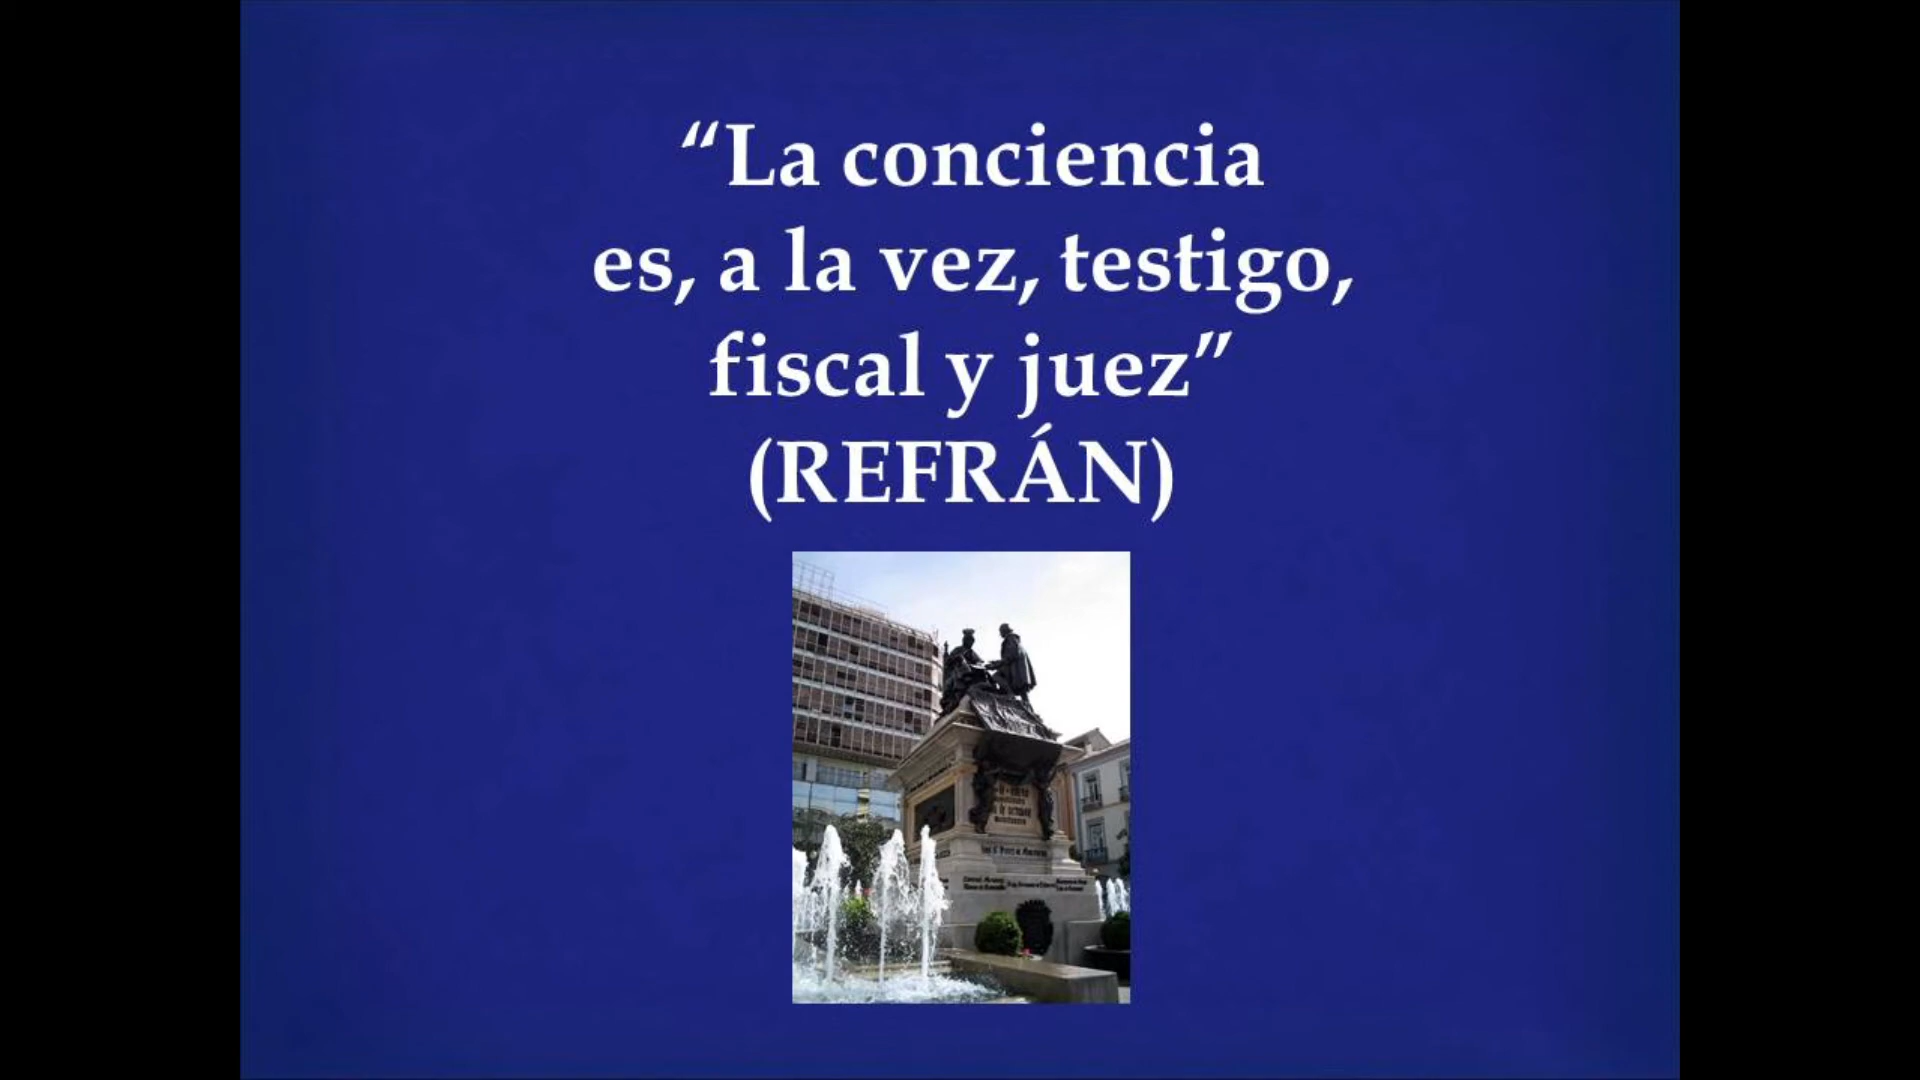 “La conciencia
es, a la vez, testigo,
fiscal y juez”
(REFRÁN)